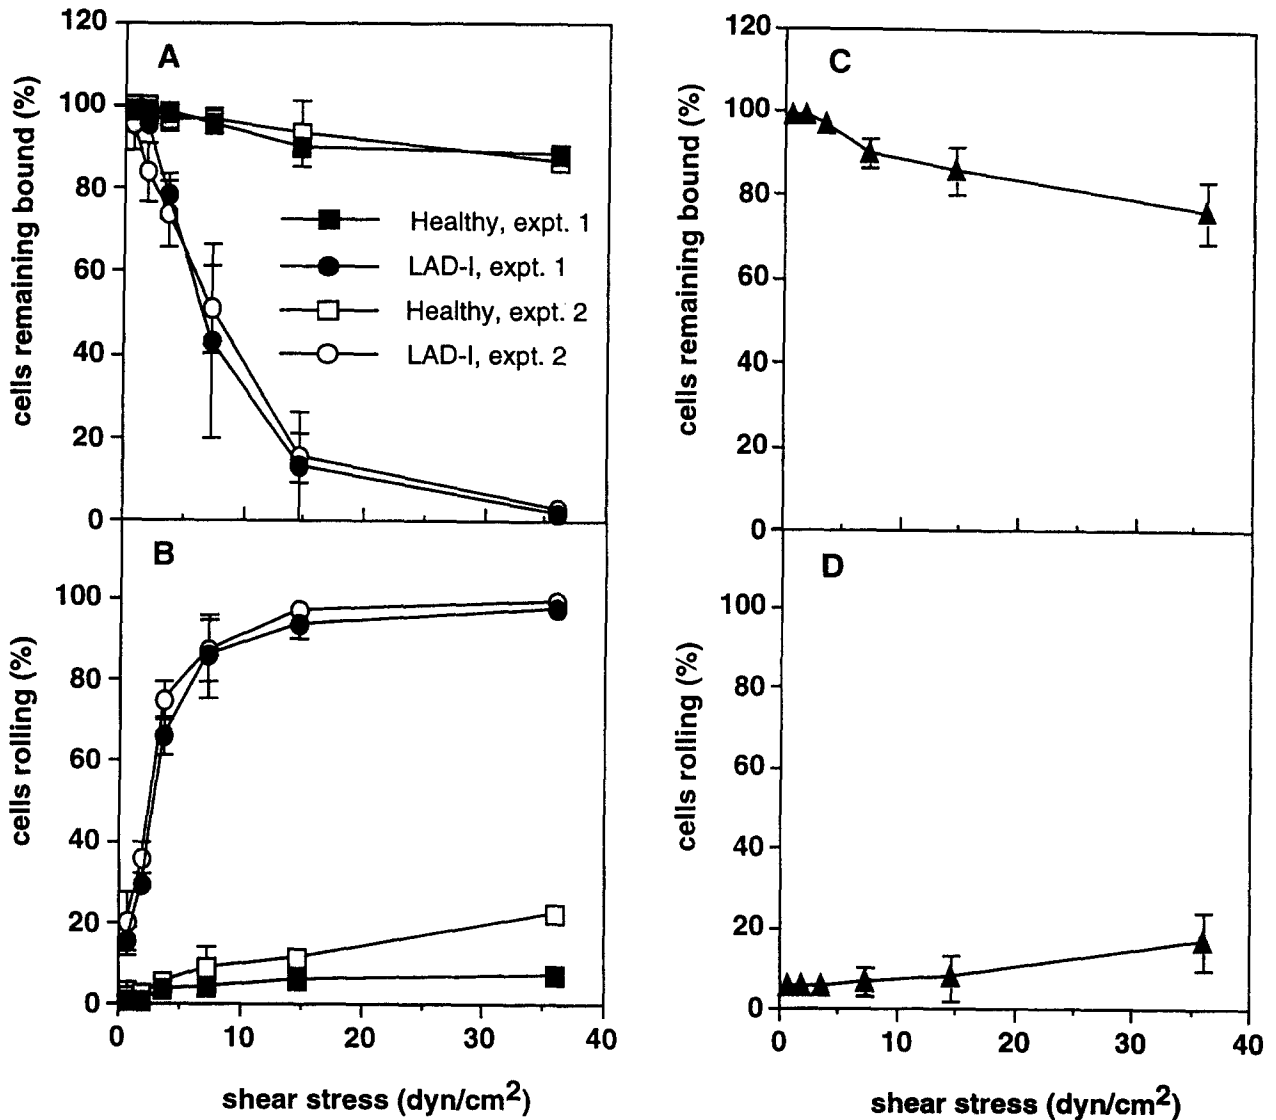 120
A
100
80
60
40
20
0
cells remaining bound (%)
Healthy, expt. 1
LAD-I, expt. 1
Healthy, expt. 2
LAD-I, expt. 2
B
100
80
60
40
20
0
cells rolling (%)
0 10 20 30 40
shear stress (dyn/cm2)
120
C
100
80
60
40
20
0
cells remaining bound (%)
D
100
80
60
40
20
0
cells rolling (%)
0 10 20 30 40
shear stress (dyn/cm2)